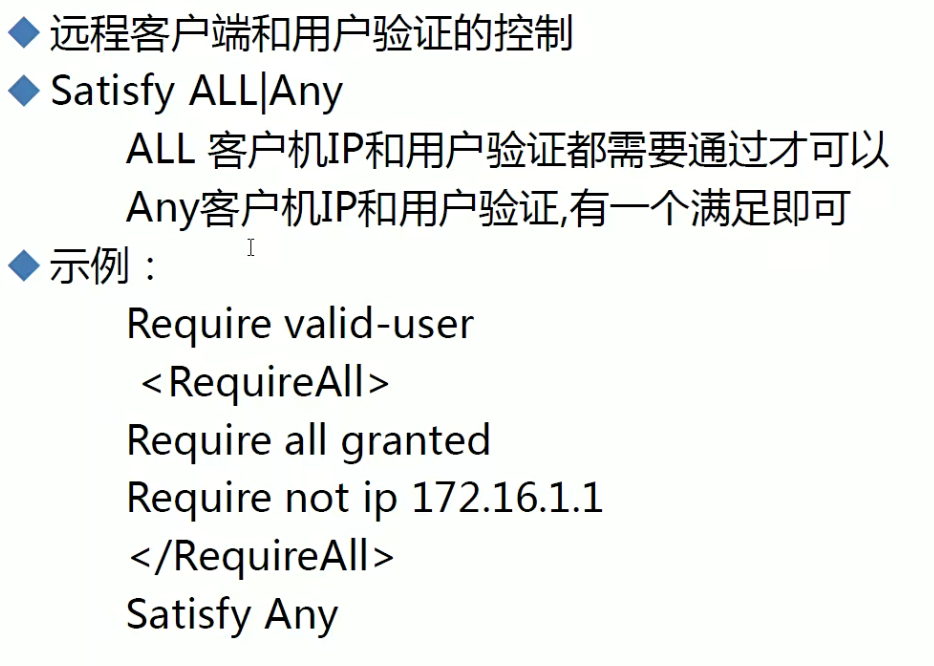 远程客户端和用户验证的控制
Satisfy ALL|Any
ALL 客户机IP和用户验证都需要通过才可以
Any客户机IP和用户验证,有一个满足即可
示例：
Require valid-user
<RequireAll>
Require all granted
Require not ip 172.16.1.1
</RequireAll>
Satisfy Any